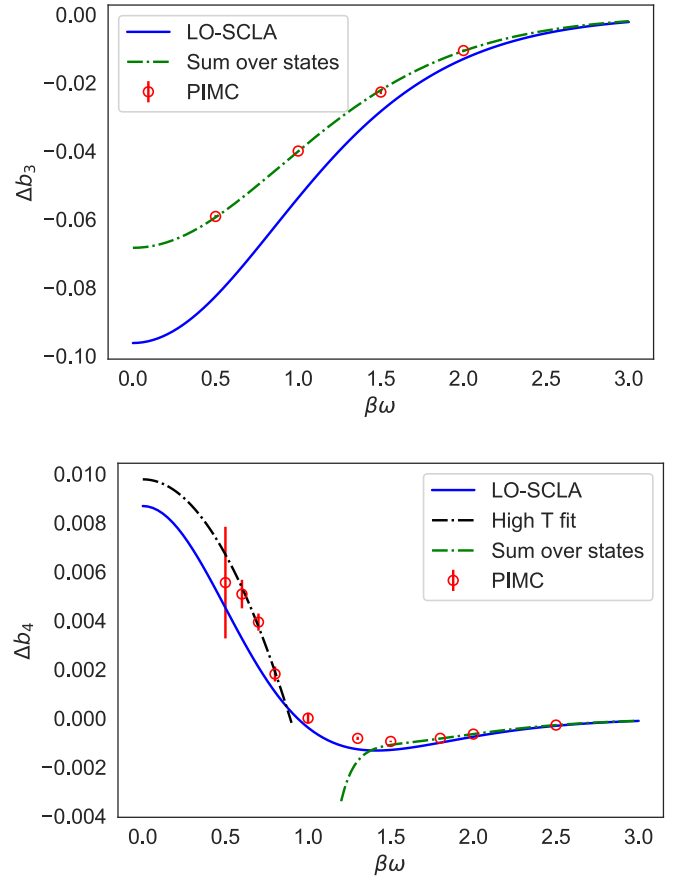 0.00
−0.02
−0.04
−0.06
−0.08
−0.10
Δb3
LO-SCLA
Sum over states
PIMC
0.0 0.5 1.0 1.5 2.0 2.5 3.0
βω
0.010
0.008
0.006
0.004
0.002
0.000
−0.002
−0.004
Δb4
LO-SCLA
High T fit
Sum over states
PIMC
0.0 0.5 1.0 1.5 2.0 2.5 3.0
βω